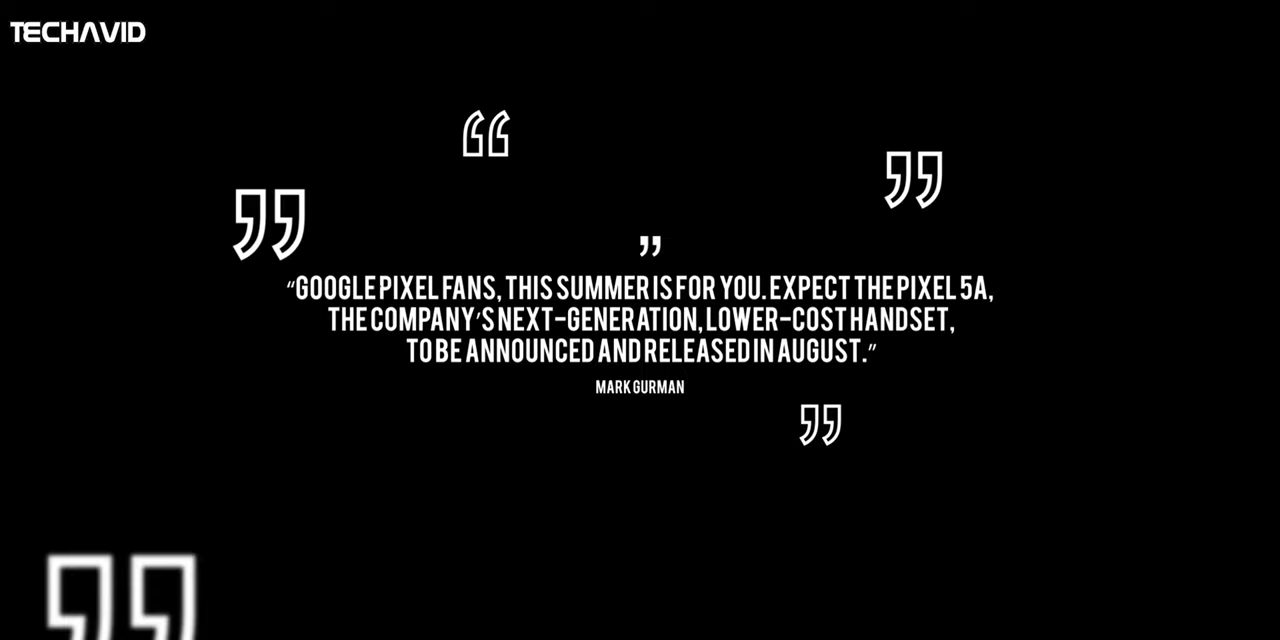 TECHAVID
"GOOGLE PIXEL FANS, THIS SUMMER IS FOR YOU. EXPECT THE PIXEL 5A,
THE COMPANY'S NEXT-GENERATION, LOWER-COST HANDSET,
TO BE ANNOUNCED AND RELEASED IN AUGUST."
MARK GURMAN